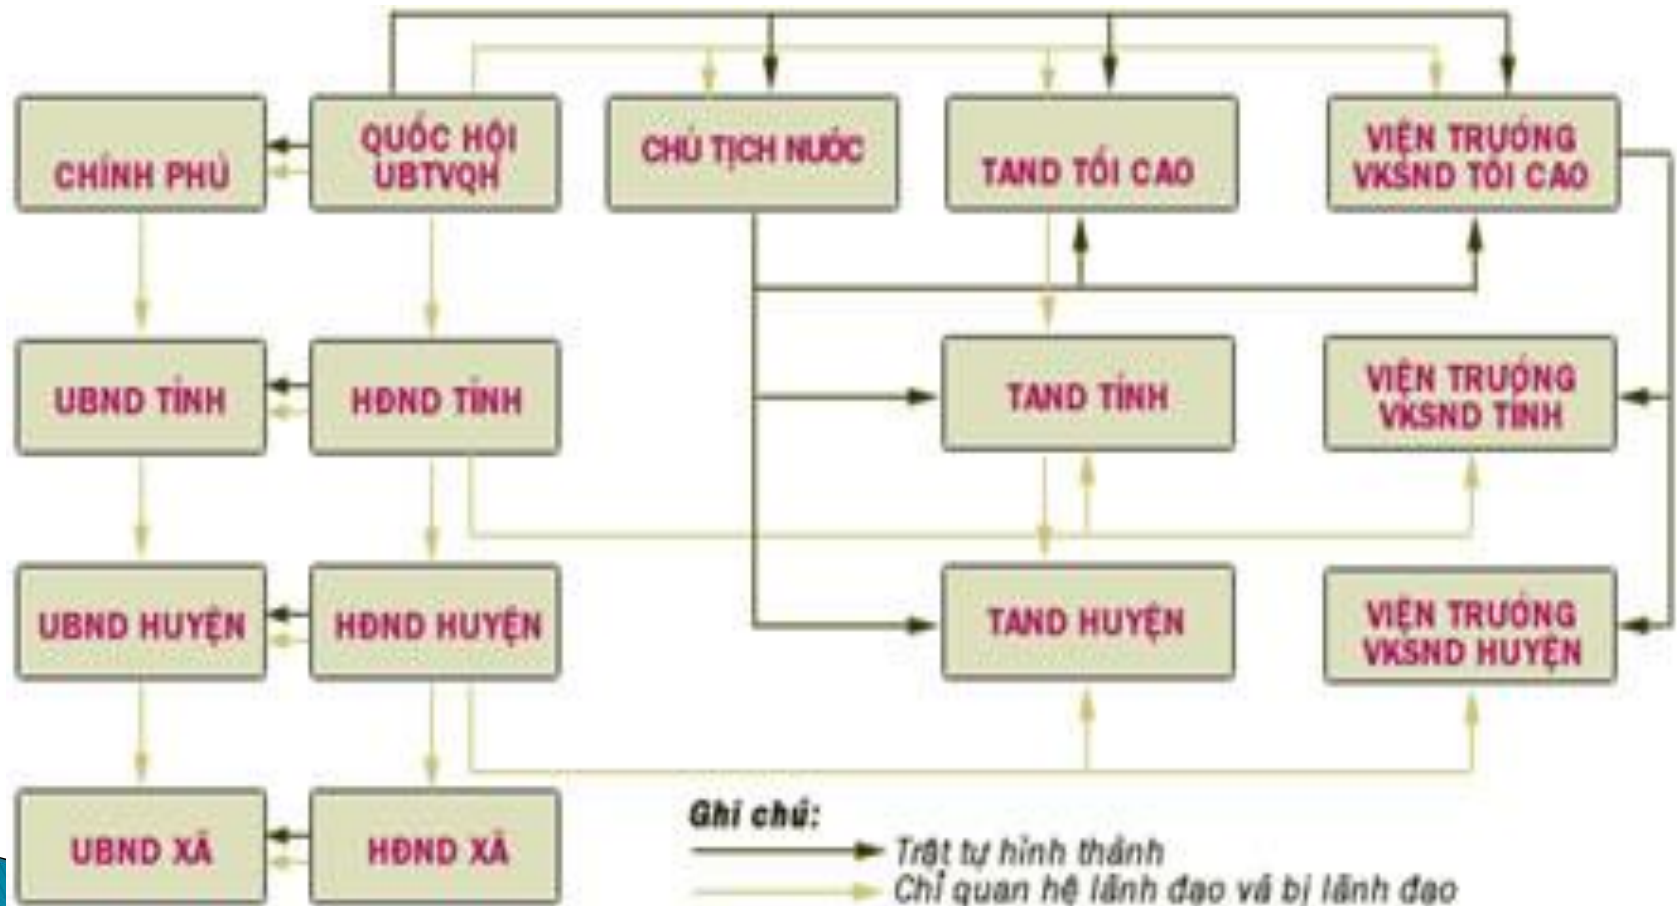 CHÍNH PHỦ
QUỐC HỘI
UBTVQH
CHỦ TỊCH NƯỚC
TAND TỐI CAO
VIỆN TRƯỞNG
VKSND TỐI CAO
UBND TỈNH
HĐND TỈNH
TAND TỈNH
VIỆN TRƯỞNG
VKSND TỈNH
UBND HUYỆN
HĐND HUYỆN
TAND HUYỆN
VIỆN TRƯỞNG
VKSND HUYỆN
UBND XÃ
HĐND XÃ
Ghi chú:
Trật tự hình thành
Chỉ quan hệ lãnh đạo và bị lãnh đạo